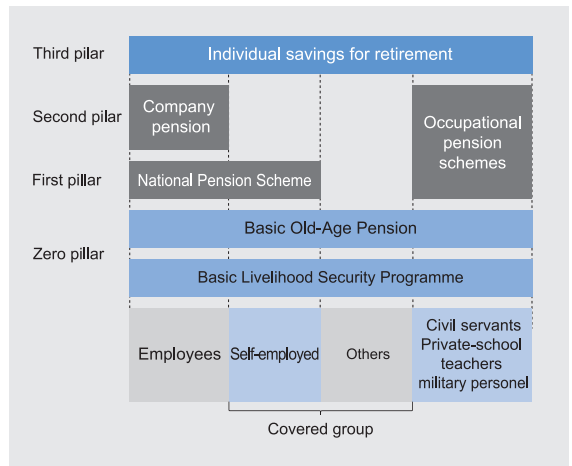 Third pilar
Individual savings for retirement
Second pilar
Company
pension
Occupational
pension
schemes
First pillar
National Pension Scheme
Zero pillar
Basic Old-Age Pension
Basic Livelihood Security Programme
Employees
Self-employed
Others
Civil servants
Private-school
teachers
military personel
Covered group